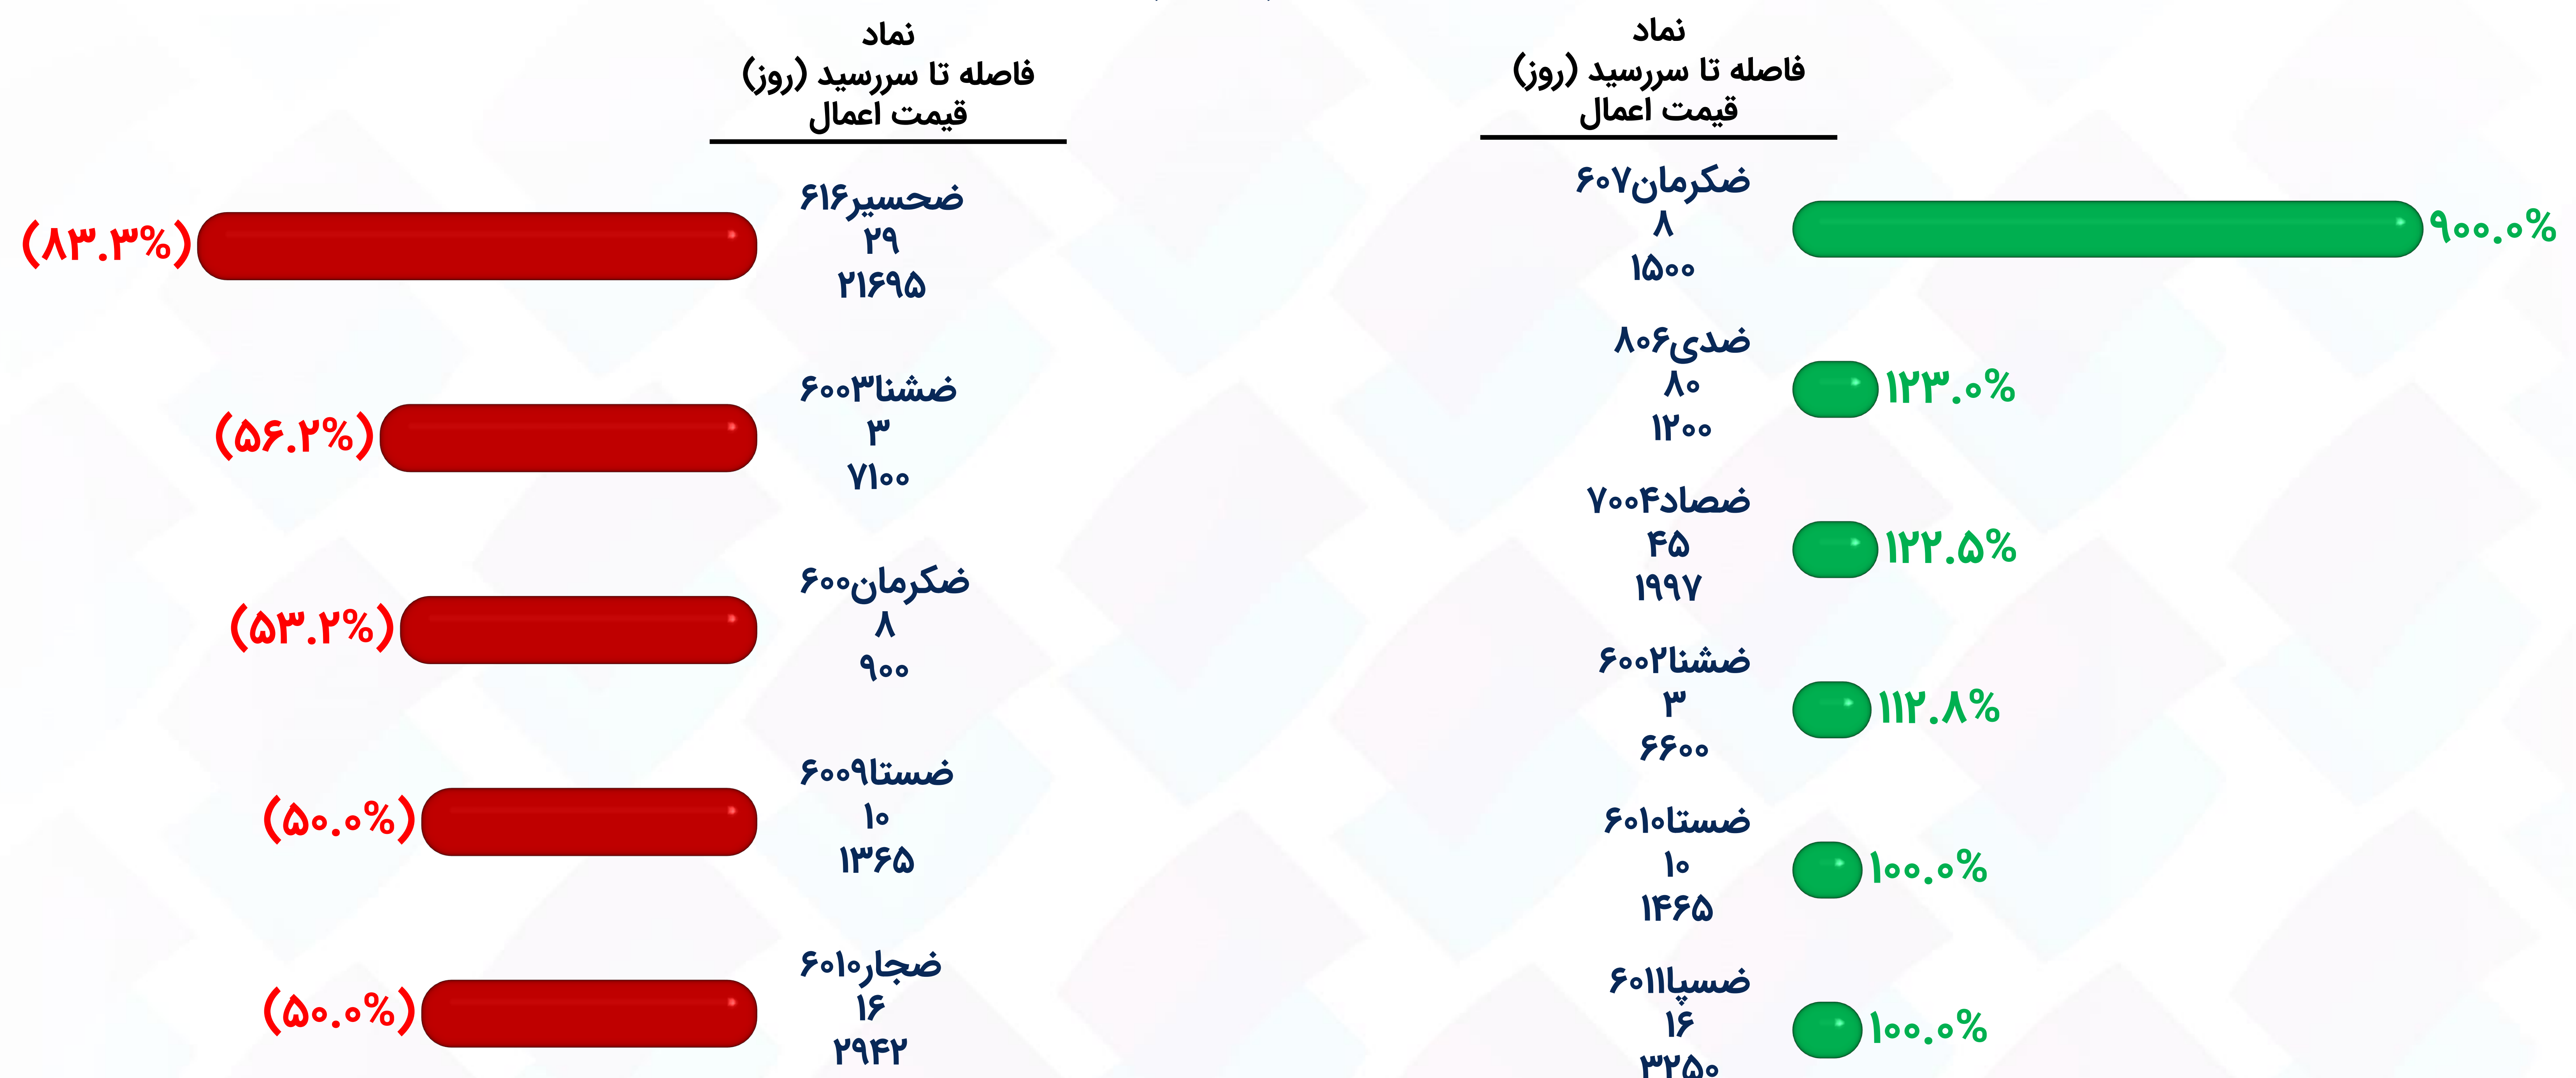 نماد
فاصله تا سررسید (روز)
قیمت اعمال
ضکرمان۶۰۷
۸
۱۵۰۰
۹۰۰.۰%
ضدی۸۰۶
۸۰
۱۲۰۰
۱۲۳.۰%
ضصاد۷۰۰۴
۴۵
۱۹۹۷
۱۲۲.۵%
ضشنا۶۰۰۲
۳
۶۶۰۰
۱۱۲.۸%
ضستا۶۰۱۰
۱۰
۱۴۶۵
۱۰۰.۰%
ضسپا۶۰۱۱
۱۶
۳۲۵۰
۱۰۰.۰%
نماد
فاصله تا سررسید (روز)
قیمت اعمال
ضحسیر۶۱۶
۲۹
۲۱۶۹۵
(۸۳.۳%)
ضشنا۶۰۰۳
۳
۷۱۰۰
(۵۶.۲%)
ضکرمان۶۰۰
۸
۹۰۰
(۵۳.۲%)
ضستا۶۰۰۹
۱۰
۱۳۶۵
(۵۰.۰%)
ضجار۶۰۱۰
۱۶
۲۹۴۲
(۵۰.۰%)